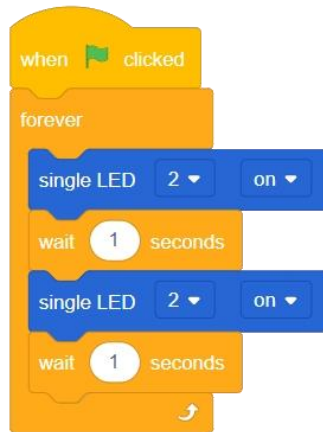 when clicked
forever
single LED 2 on
wait 1 seconds
single LED 2 on
wait 1 seconds